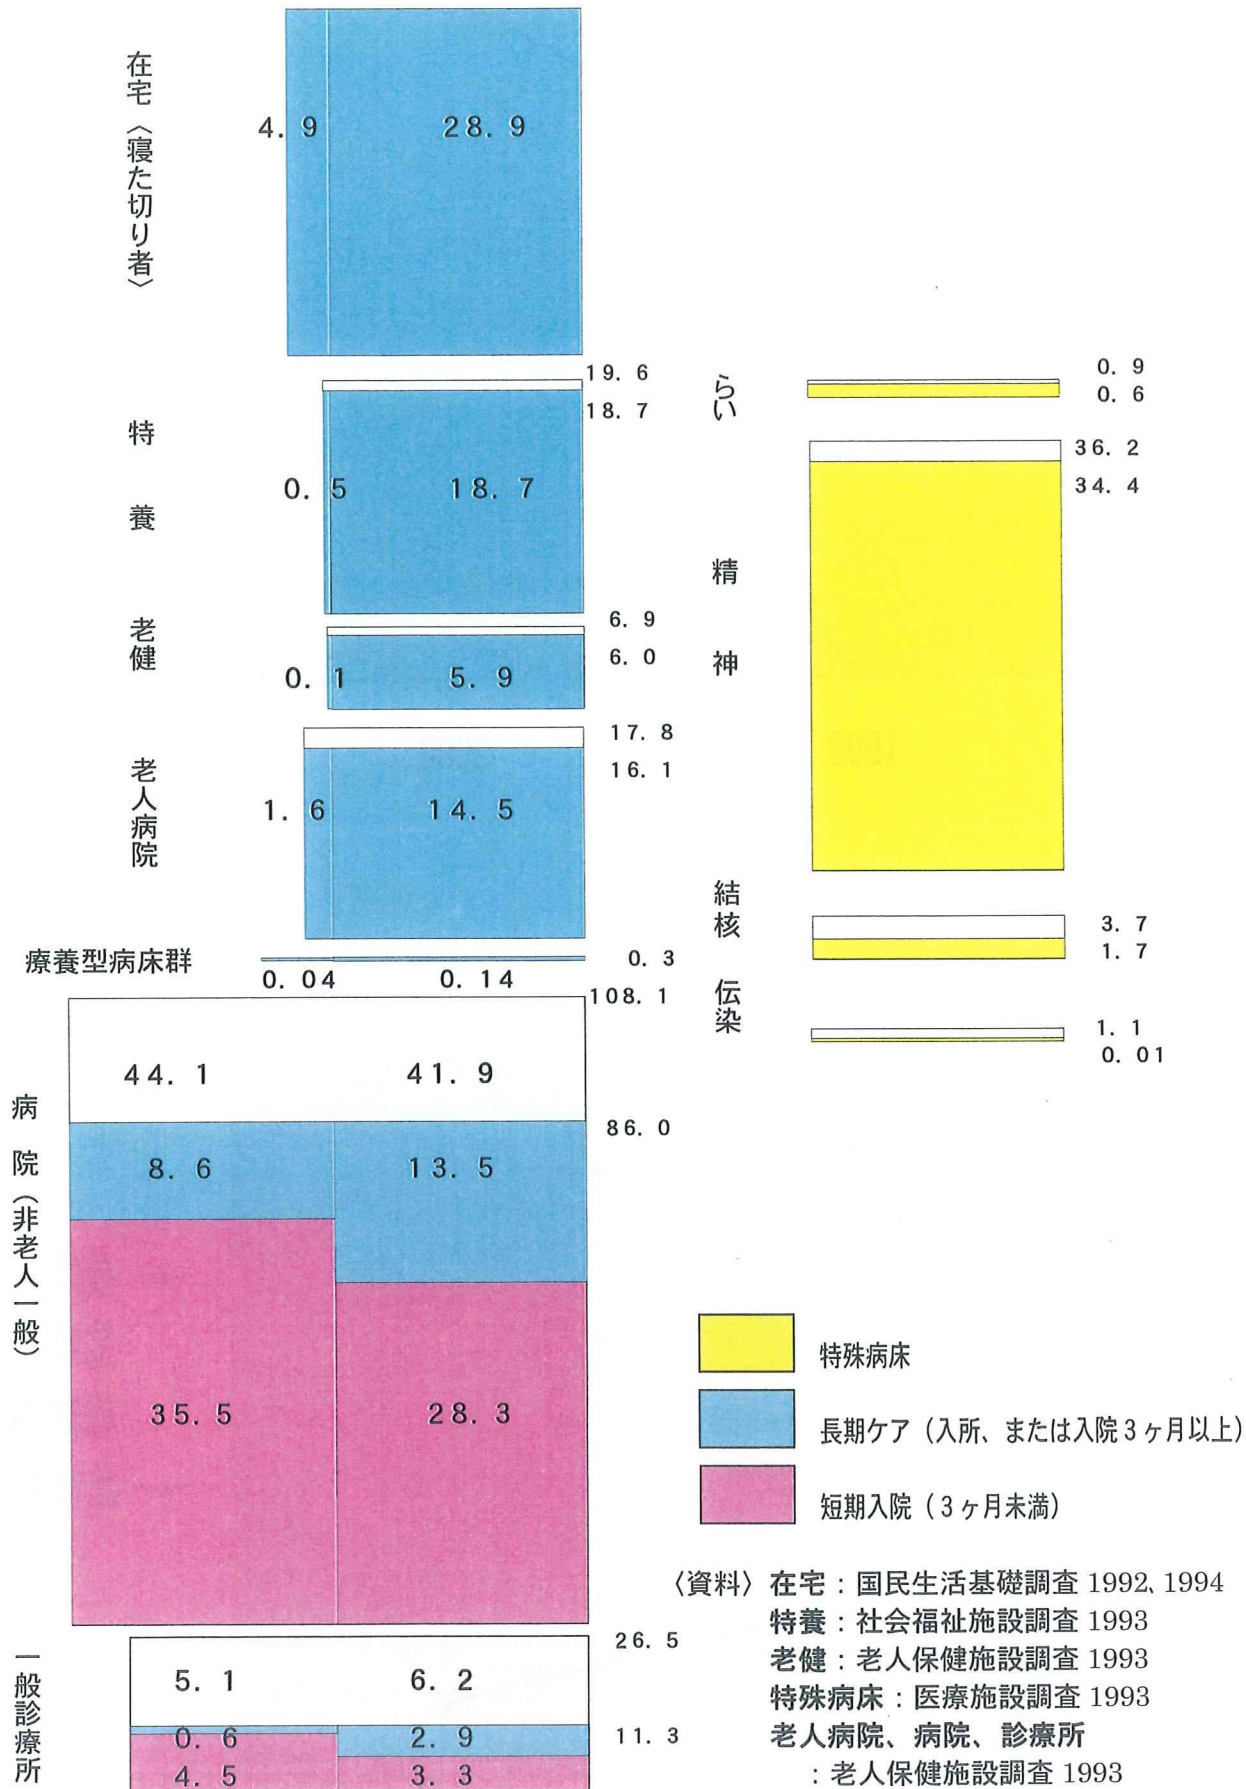 在宅〈寝た切り者〉
4. 9
28. 9
特養
19. 6
18. 7
0. 5
18. 7
老健
6. 9
6. 0
0. 1
5. 9
老人病院
17. 8
16. 1
1. 6
14. 5
療養型病床群
0. 3
0. 04
0. 14
病院(非老人一般)
108. 1
44. 1
41. 9
86. 0
8. 6
13. 5
35. 5
28. 3
一般診療所
26. 5
5. 1
6. 2
0. 6
2. 9
11. 3
4. 5
3. 3
らい
0. 9
0. 6
精神
36. 2
34. 4
結核
3. 7
1. 7
伝染
1. 1
0. 01
特殊病床
長期ケア(入所、または入院3ヶ月以上)
短期入院(3ヶ月未満)
〈資料〉在宅:国民生活基礎調査 1992、1994
特養:社会福祉施設調査 1993
老健:老人保健施設調査 1993
特殊病床:医療施設調査 1993
老人病院、病院、診療所
:老人保健施設調査 1993